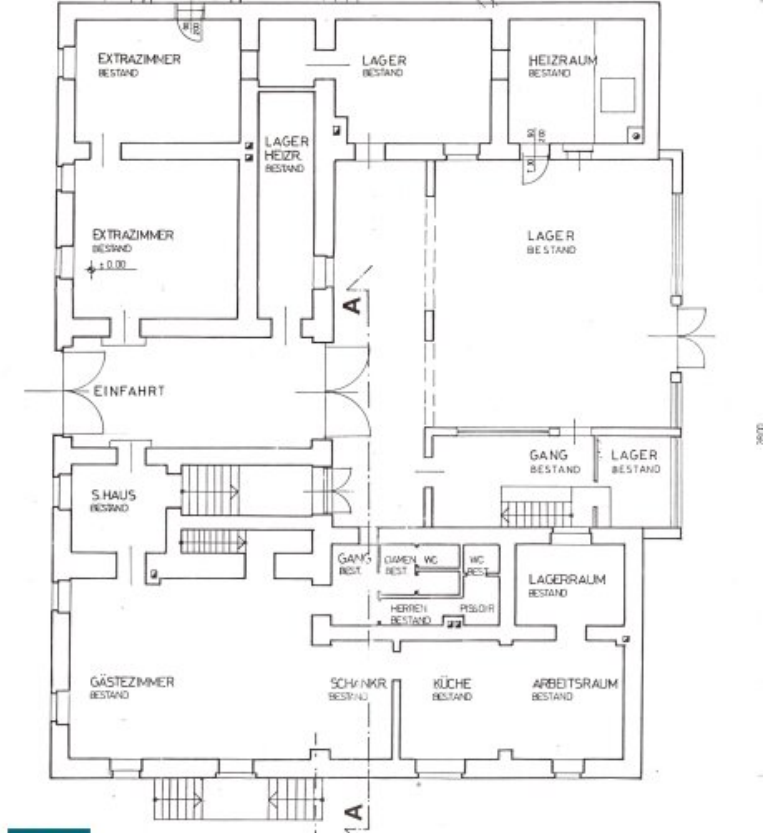 EXTRAZIMMER
BESTAND
LAGER
BESTAND
HEIZRAUM
BESTAND
LAGER
HEIZR.
BESTAND
EXTRAZIMMER
BESTAND
± 0.00
LAGER
BESTAND
A
EINFAHRT
GANG
BESTAND
LAGER
BESTAND
S.HAUS
BESTAND
GANG
BEST.
DAMEN
BEST.
WC
WC
BEST.
LAGERRAUM
BESTAND
HERREN
BESTAND
PISSOIR
GÄSTEZIMMER
BESTAND
SCHANKR.
BESTAND
KÜCHE
BESTAND
ARBEITSRAUM
BESTAND
A